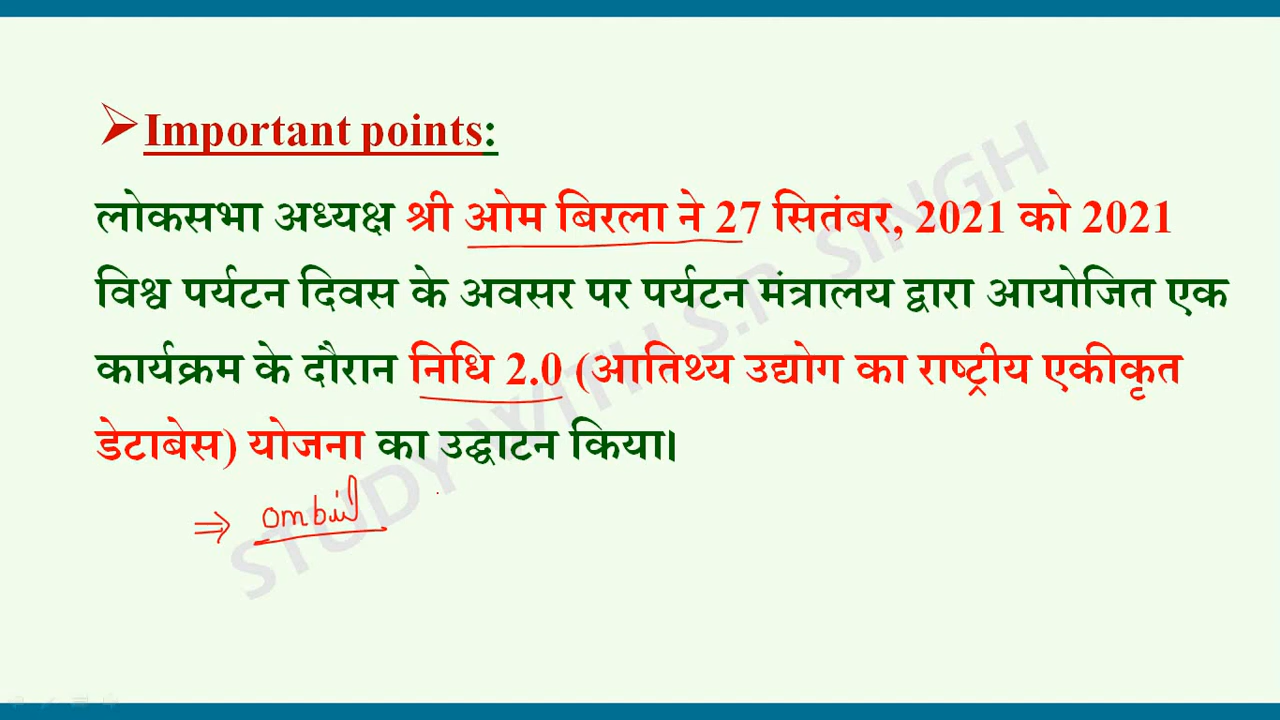 Important points:
लोकसभा अध्यक्ष श्री ओम बिरला ने 27 सितंबर, 2021 को 2021
विश्व पर्यटन दिवस के अवसर पर पर्यटन मंत्रालय द्वारा आयोजित एक
कार्यक्रम के दौरान निधि 2.0 (आतिथ्य उद्योग का राष्ट्रीय एकीकृत
डेटाबेस) योजना का उद्घाटन किया।
STUDY WITH S.P. SINGH